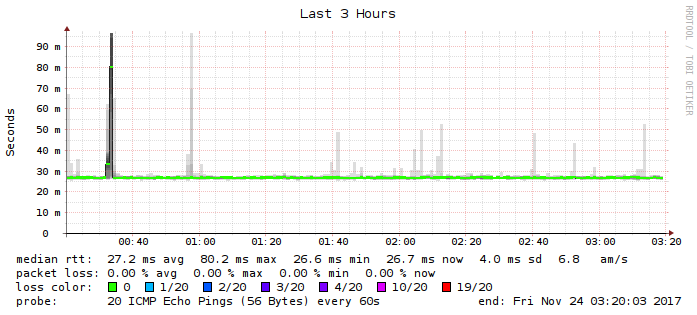 Last 3 Hours
RRDTOOL / TOBI OETIKER
Seconds
90 m
80 m
70 m
60 m
50 m
40 m
30 m
20 m
10 m
0
00:40 01:00 01:20 01:40 02:00 02:20 02:40 03:00 03:20
median rtt: 27.2 ms avg 80.2 ms max 26.6 ms min 26.7 ms now 4.0 ms sd 6.8 am/s
packet loss: 0.00 % avg 0.00 % max 0.00 % min 0.00 % now
loss color: 0 1/20 2/20 3/20 4/20 10/20 19/20
probe: 20 ICMP Echo Pings (56 Bytes) every 60s end: Fri Nov 24 03:20:03 2017